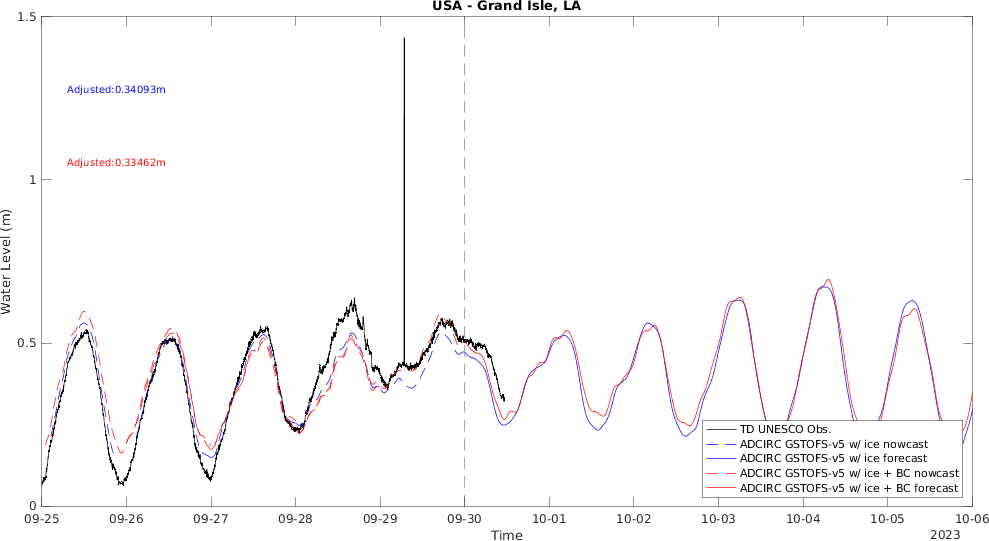 USA - Grand Isle, LA
1.5
Adjusted:0.34093m
Adjusted:0.33462m
1
Water Level (m)
0.5
0
TD UNESCO Obs.
ADCIRC GSTOFS-v5 w/ ice nowcast
ADCIRC GSTOFS-v5 w/ ice forecast
ADCIRC GSTOFS-v5 w/ ice + BC nowcast
ADCIRC GSTOFS-v5 w/ ice + BC forecast
09-25 09-26 09-27 09-28 09-29 09-30 10-01 10-02 10-03 10-04 10-05 10-06
Time
2023